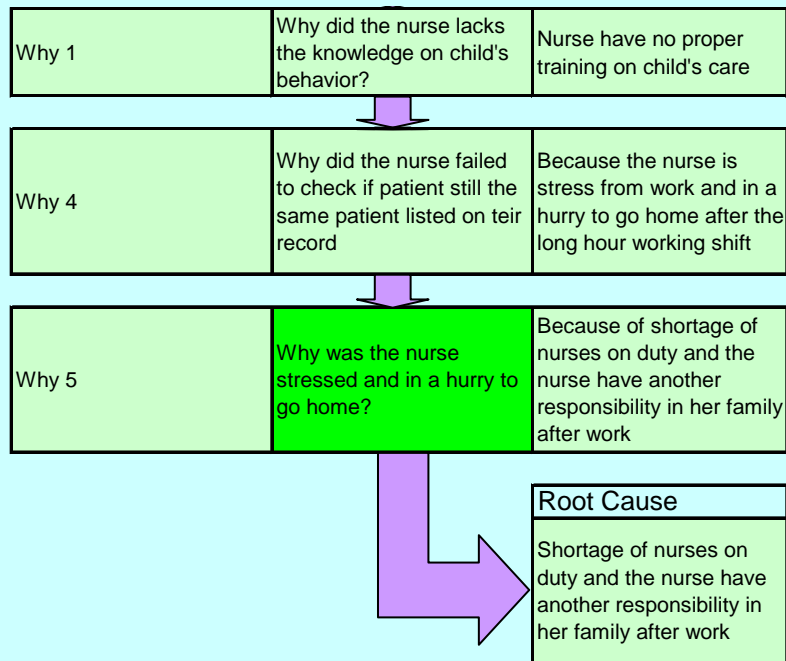 Why 1
Why did the nurse lacks
the knowledge on child's
behavior?
Nurse have no proper
training on child's care
Why 4
Why did the nurse failed
to check if patient still the
same patient listed on teir
record
Because the nurse is
stress from work and in a
hurry to go home after the
long hour working shift
Why 5
Why was the nurse
stressed and in a hurry to
go home?
Because of shortage of
nurses on duty and the
nurse have another
responsibility in her family
after work
Root Cause
Shortage of nurses on
duty and the nurse have
another responsibility in
her family after work